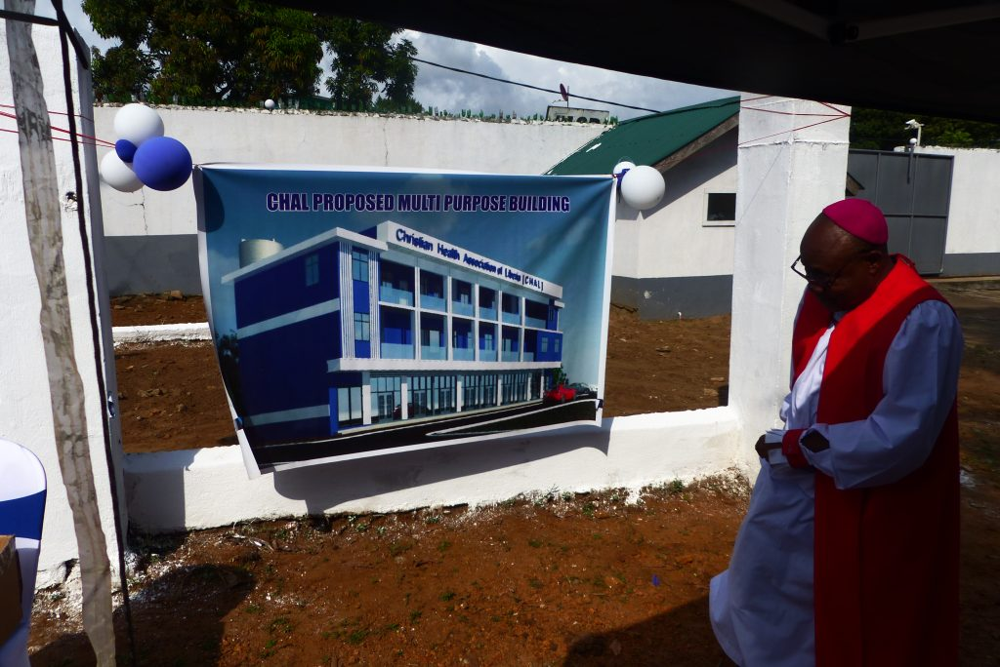 CHAL PROPOSED MULTI PURPOSE BUILDING
Christian Health Association of Liberia [CHAL]